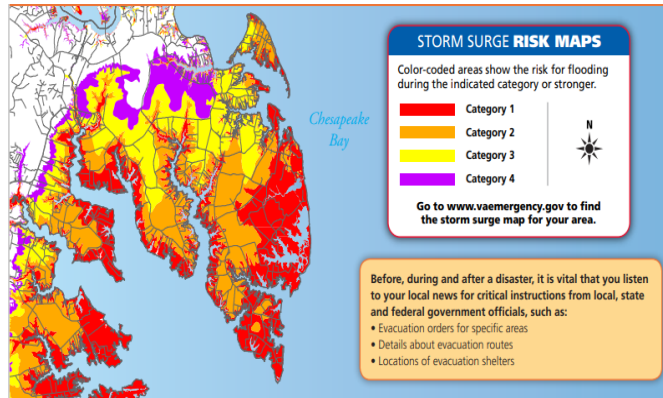 Chesapeake
Bay
STORM SURGE RISK MAPS
Color-coded areas show the risk for flooding
during the indicated category or stronger.
Category 1
Category 2
Category 3
Category 4
N
Go to www.vaemergency.gov to find
the storm surge map for your area.
Before, during and after a disaster, it is vital that you listen
to your local news for critical instructions from local, state
and federal government officials, such as:
• Evacuation orders for specific areas
• Details about evacuation routes
• Locations of evacuation shelters